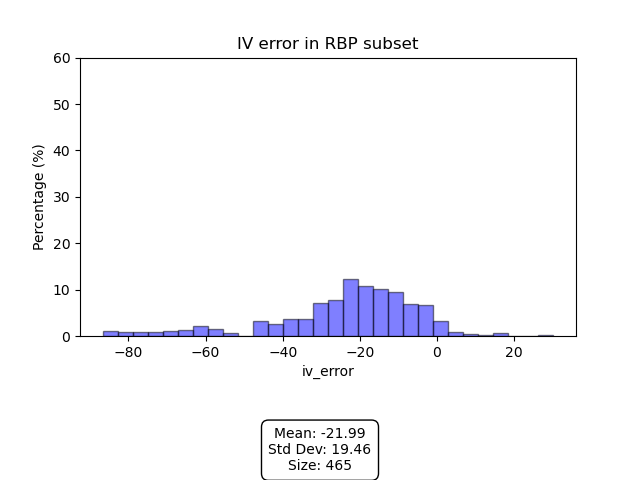 IV error in RBP subset
60
50
40
30
20
10
0
Percentage (%)
−80
−60
−40
−20
0
20
iv_error
Mean: -21.99
Std Dev: 19.46
Size: 465